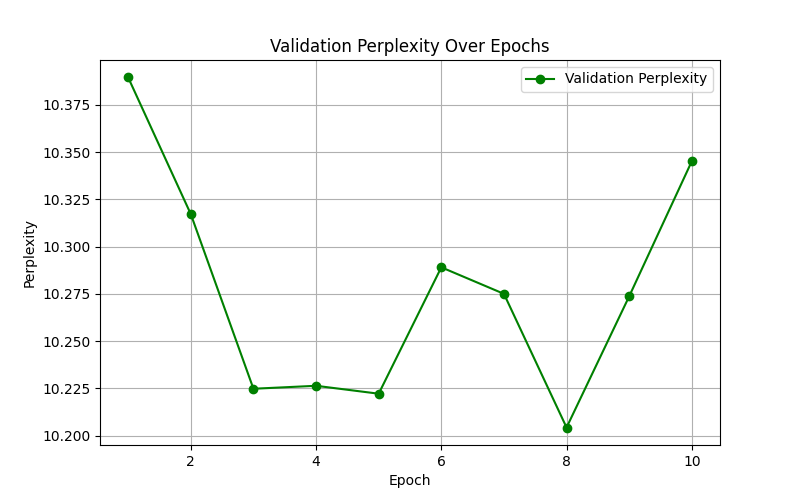 Validation Perplexity Over Epochs
Validation Perplexity
Perplexity
10.375
10.350
10.325
10.300
10.275
10.250
10.225
10.200
2 4 6 8 10
Epoch